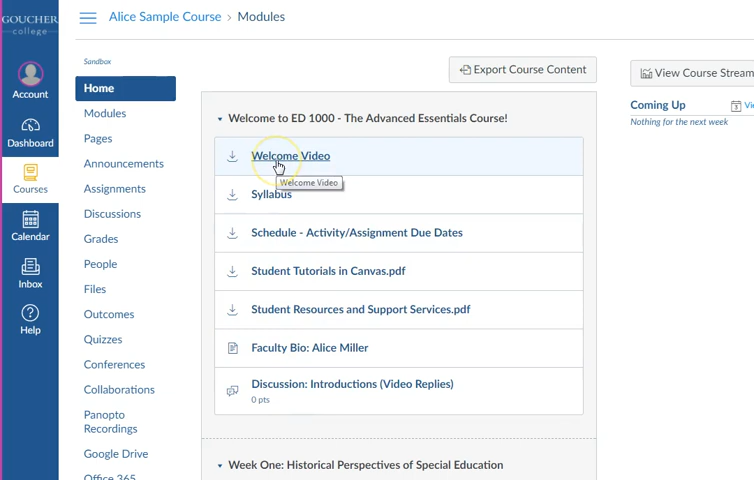 GOUCHER
college
Account
Dashboard
Courses
Calendar
Inbox
Help
Alice Sample Course › Modules
Sandbox
Home
Modules
Pages
Announcements
Assignments
Discussions
Grades
People
Files
Outcomes
Quizzes
Conferences
Collaborations
Panopto
Recordings
Google Drive
Office 365
Export Course Content
Welcome to ED 1000 - The Advanced Essentials Course!
Welcome Video
Welcome Video
Syllabus
Schedule - Activity/Assignment Due Dates
Student Tutorials in Canvas.pdf
Student Resources and Support Services.pdf
Faculty Bio: Alice Miller
Discussion: Introductions (Video Replies)
0 pts
Week One: Historical Perspectives of Special Education
View Course Stream
Coming Up
Nothing for the next week